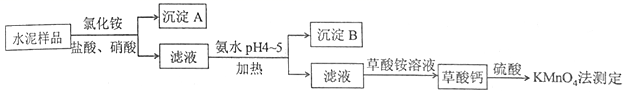 水泥样品
氯化铵
盐酸、硝酸
沉淀 A
滤液
氨水 pH4~5
加热
沉淀 B
滤液
草酸铵溶液
草酸钙
硫酸
KMnO₄法测定